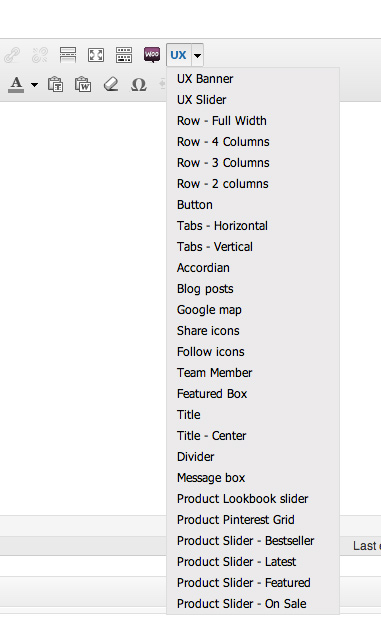 Woo UX
A T W Ω
UX Banner
UX Slider
Row - Full Width
Row - 4 Columns
Row - 3 Columns
Row - 2 columns
Button
Tabs - Horizontal
Tabs - Vertical
Accordian
Blog posts
Google map
Share icons
Follow icons
Team Member
Featured Box
Title
Title - Center
Divider
Message box
Product Lookbook slider
Product Pinterest Grid
Product Slider - Bestseller
Last
Product Slider - Latest
Product Slider - Featured
Product Slider - On Sale